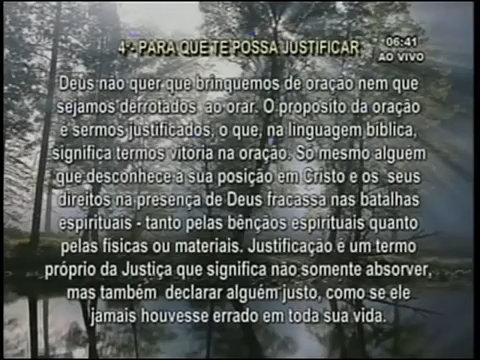 4º- PARA QUE TE POSSA JUSTIFICAR
06:41
AO VIVO
Deus não quer que brinquemos de oração nem que
sejamos derrotados ao orar. O propósito da oração
é sermos justificados, o que, na linguagem bíblica,
significa termos vitória na oração. Só mesmo alguém
que desconhece a sua posição em Cristo e os seus
direitos na presença de Deus fracassa nas batalhas
espirituais - tanto pelas bênçãos espirituais quanto
pelas físicas ou materiais. Justificação é um termo
próprio da Justiça que significa não somente absorver,
mas também declarar alguém justo, como se ele
jamais houvesse errado em toda sua vida.